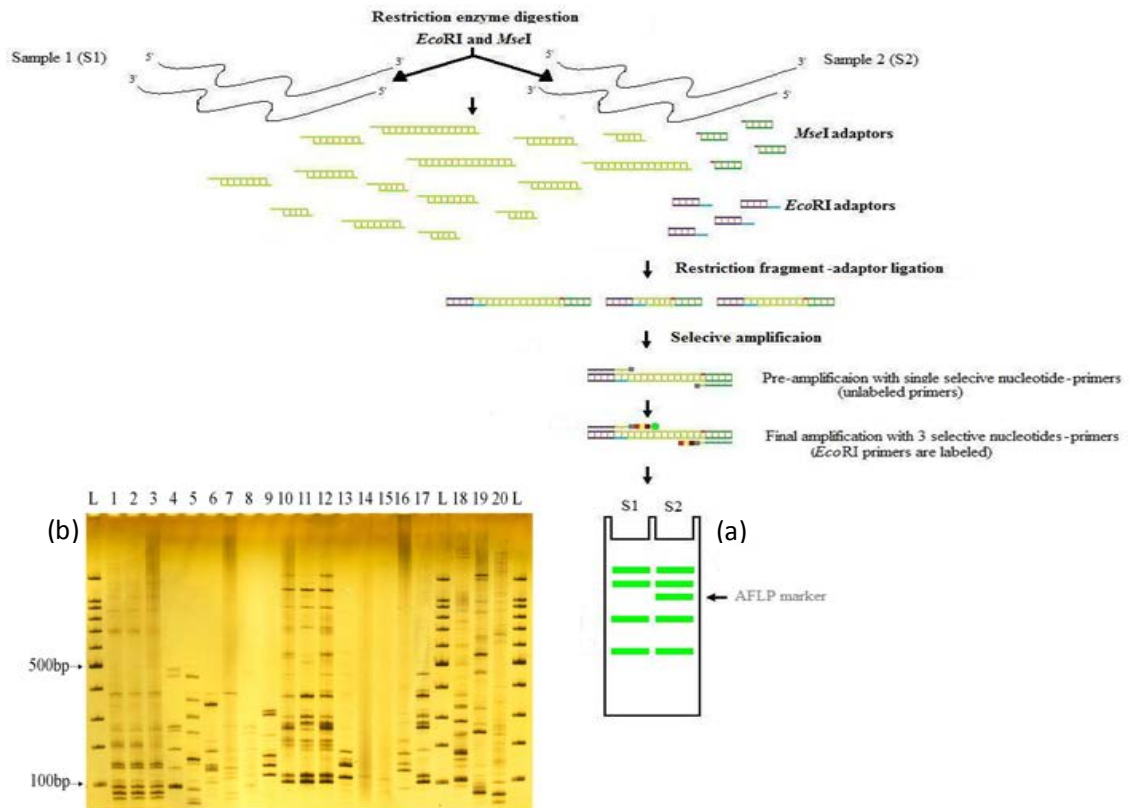 Restriction enzyme digestion
EcoRI and MseI
Sample 1 (S1)
Sample 2 (S2)
5′ 3′ 3′ 5′
5′ 3′ 3′ 5′
MseI adaptors
EcoRI adaptors
Restriction fragment -adaptor ligation
Selecive amplificaion
Pre-amplificaion with single selecive nucleotide-primers
(unlabeled primers)
Final amplification with 3 selective nucleotides-primers
(EcoRI primers are labeled)
S1 S2
(a)
AFLP marker
L 1 2 3 4 5 6 7 8 9 10 11 12 13 14 15 16 17 L 18 19 20 L
(b)
500bp
100bp